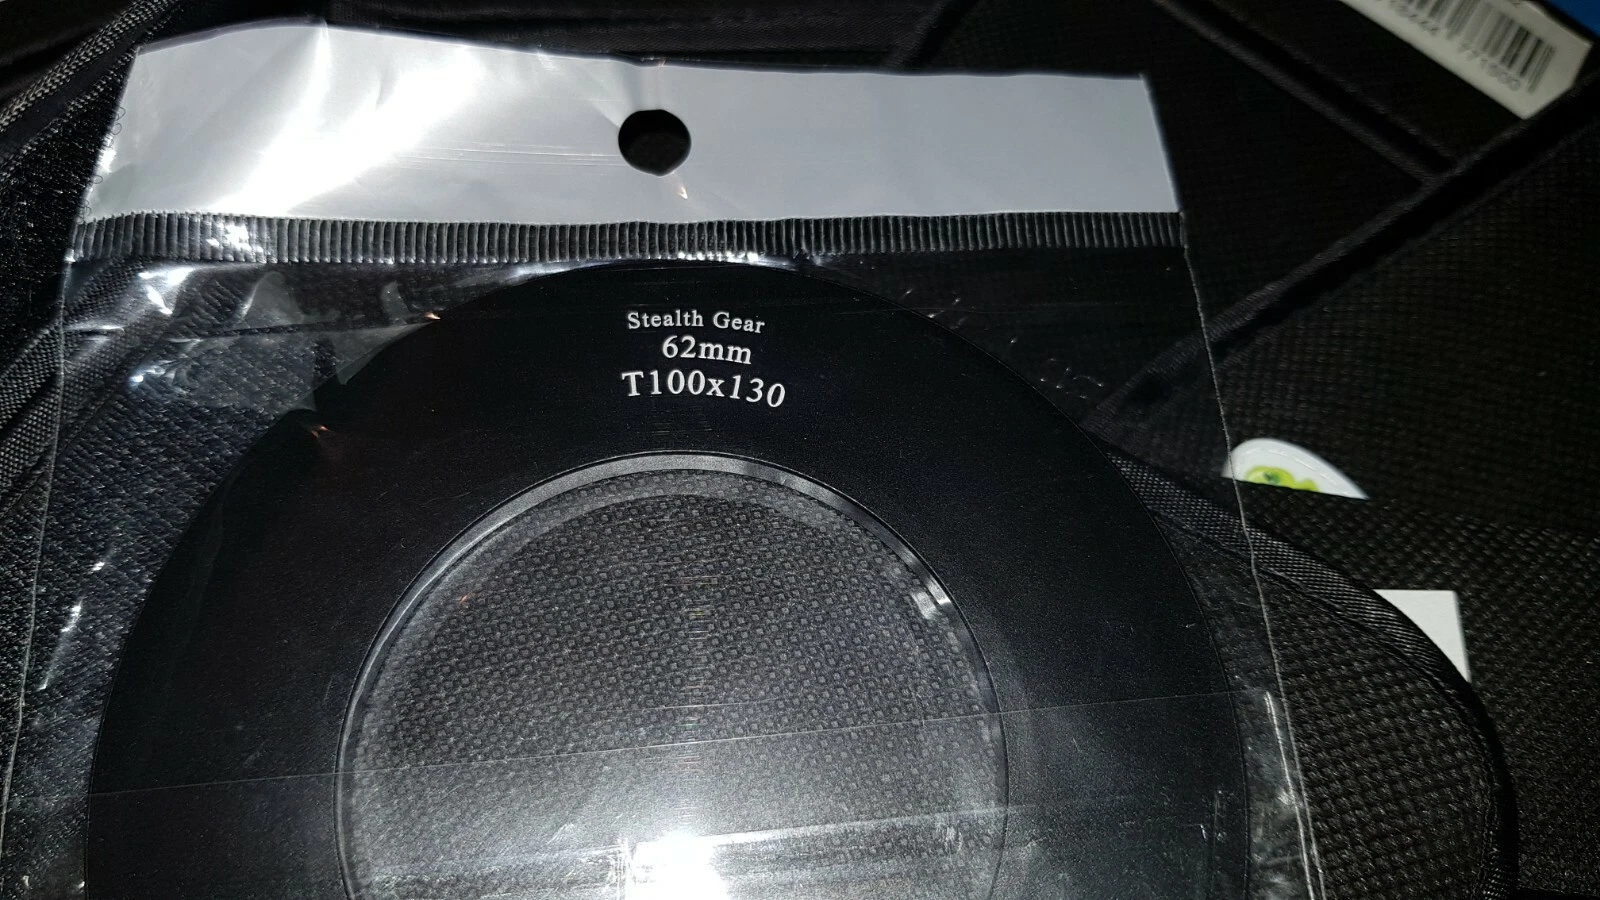 Stealth Gear
62mm
T100x130